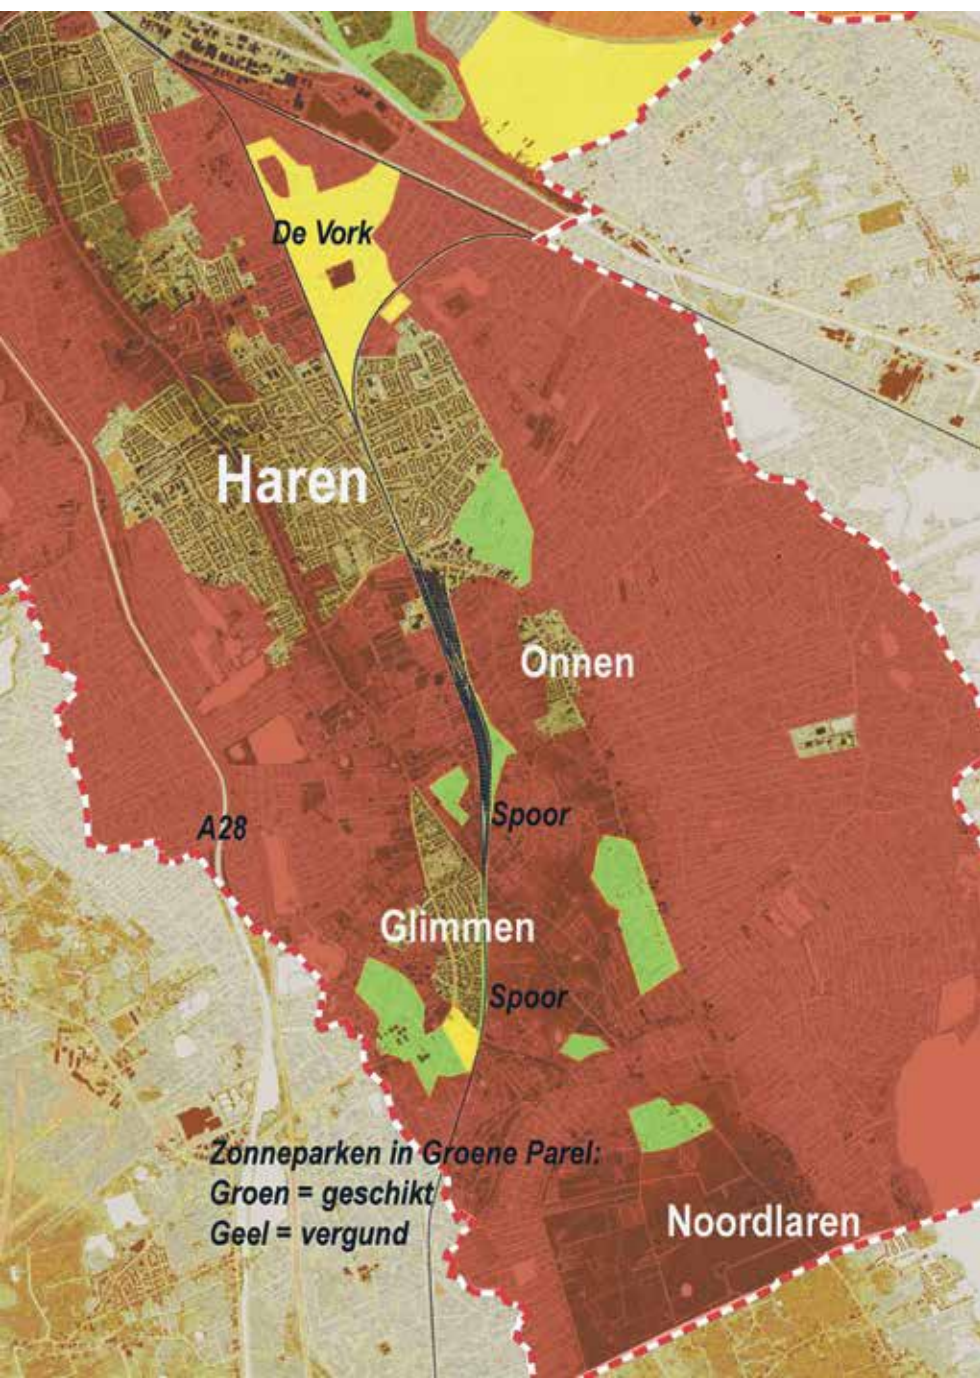 De Vork
Haren
Onnen
Spoor
A28
Glimmen
Spoor
Zonneparken in Groene Parel:
Groen = geschikt
Geel = vergund
Noordlaren